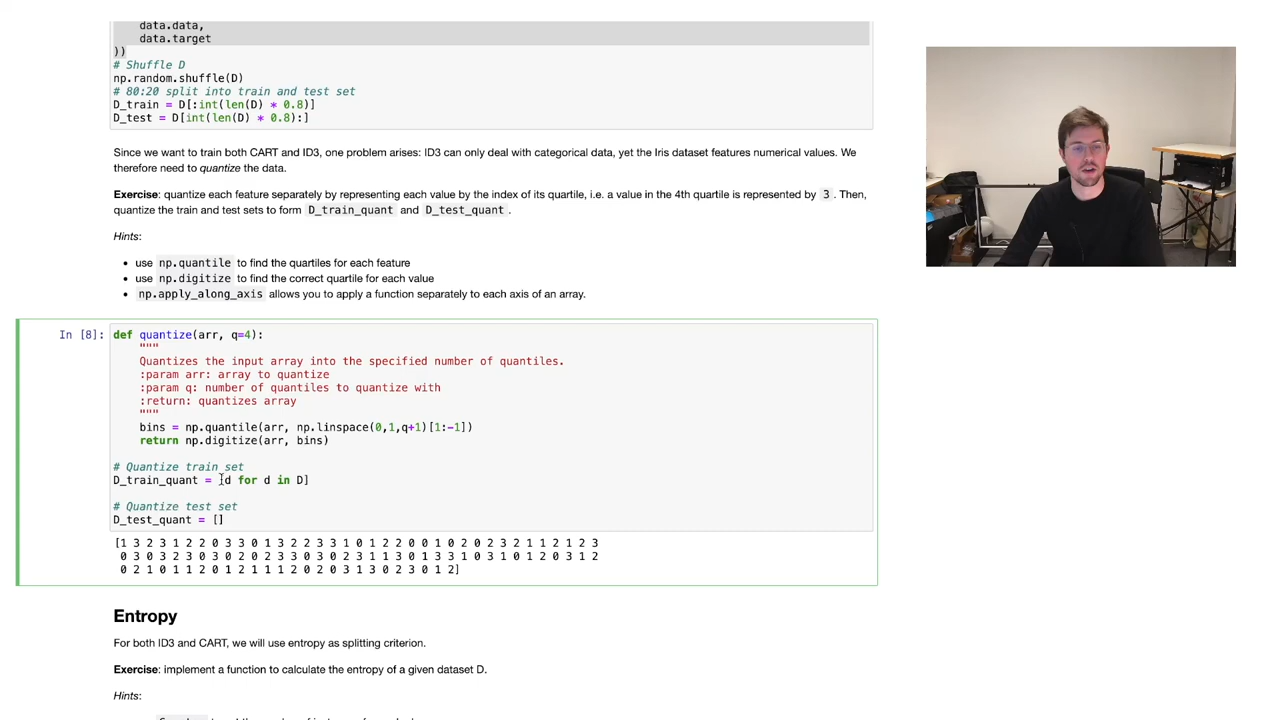 data.data,
data.target
))
# Shuffle D
np.random.shuffle(D)
# 80:20 split into train and test set
D_train = D[:int(len(D) * 0.8)]
D_test = D[int(len(D) * 0.8):]
Since we want to train both CART and ID3, one problem arises: ID3 can only deal with categorical data, yet the Iris dataset features numerical values. We
therefore need to quantize the data.
Exercise: quantize each feature separately by representing each value by the index of its quartile, i.e. a value in the 4th quartile is represented by 3. Then,
quantize the train and test sets to form D_train_quant and D_test_quant.
Hints:
• use np.quantile to find the quartiles for each feature
• use np.digitize to find the correct quartile for each value
• np.apply_along_axis allows you to apply a function separately to each axis of an array.
In [8]: def quantize(arr, q=4):
"""
Quantizes the input array into the specified number of quantiles.
:param arr: array to quantize
:param q: number of quantiles to quantize with
:return: quantizes array
"""
bins = np.quantile(arr, np.linspace(0,1,q+1)[1:-1])
return np.digitize(arr, bins)
# Quantize train set
D_train_quant = [d for d in D]
# Quantize test set
D_test_quant = []
[1 3 2 3 1 2 2 0 3 3 0 1 3 2 2 3 3 1 0 1 2 2 0 0 1 0 2 0 2 3 2 1 1 2 1 2 3
0 3 0 3 2 3 0 3 0 2 0 2 3 3 0 3 0 2 3 1 1 3 0 1 3 3 1 0 3 1 0 1 2 0 3 1 2
0 2 1 0 1 1 2 0 1 2 1 1 1 2 0 2 0 3 1 3 0 2 3 0 1 2]
Entropy
For both ID3 and CART, we will use entropy as splitting criterion.
Exercise: implement a function to calculate the entropy of a given dataset D.
Hints: